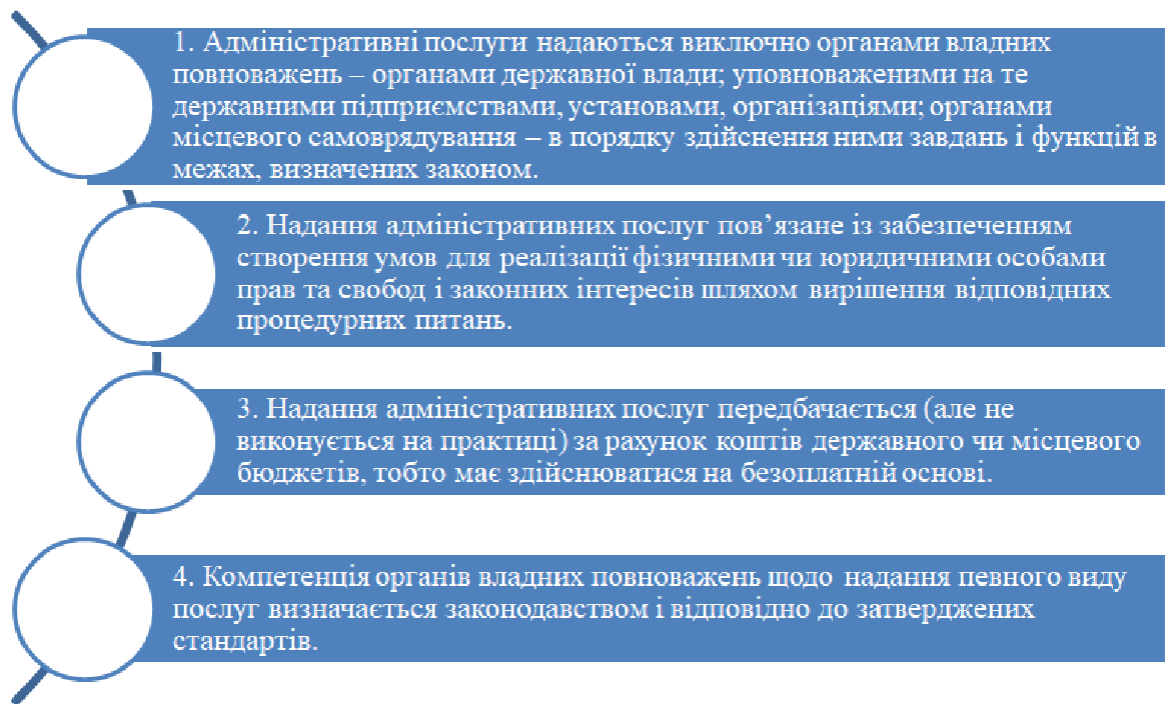 1. Адміністративні послуги надаються виключно органами владних
повноважень – органами державної влади; уповноваженими на те
державними підприємствами, установами, організаціями; органами
місцевого самоврядування – в порядку здійснення ними завдань і функцій в
межах, визначених законом.
2. Надання адміністративних послуг пов’язане із забезпеченням
створення умов для реалізації фізичними чи юридичними особами
прав та свобод і законних інтересів шляхом вирішення відповідних
процедурних питань.
3. Надання адміністративних послуг передбачається (але не
виконується на практиці) за рахунок коштів державного чи місцевого
бюджетів, тобто має здійснюватися на безоплатній основі.
4. Компетенція органів владних повноважень щодо надання певного виду
послуг визначається законодавством і відповідно до затверджених
стандартів.